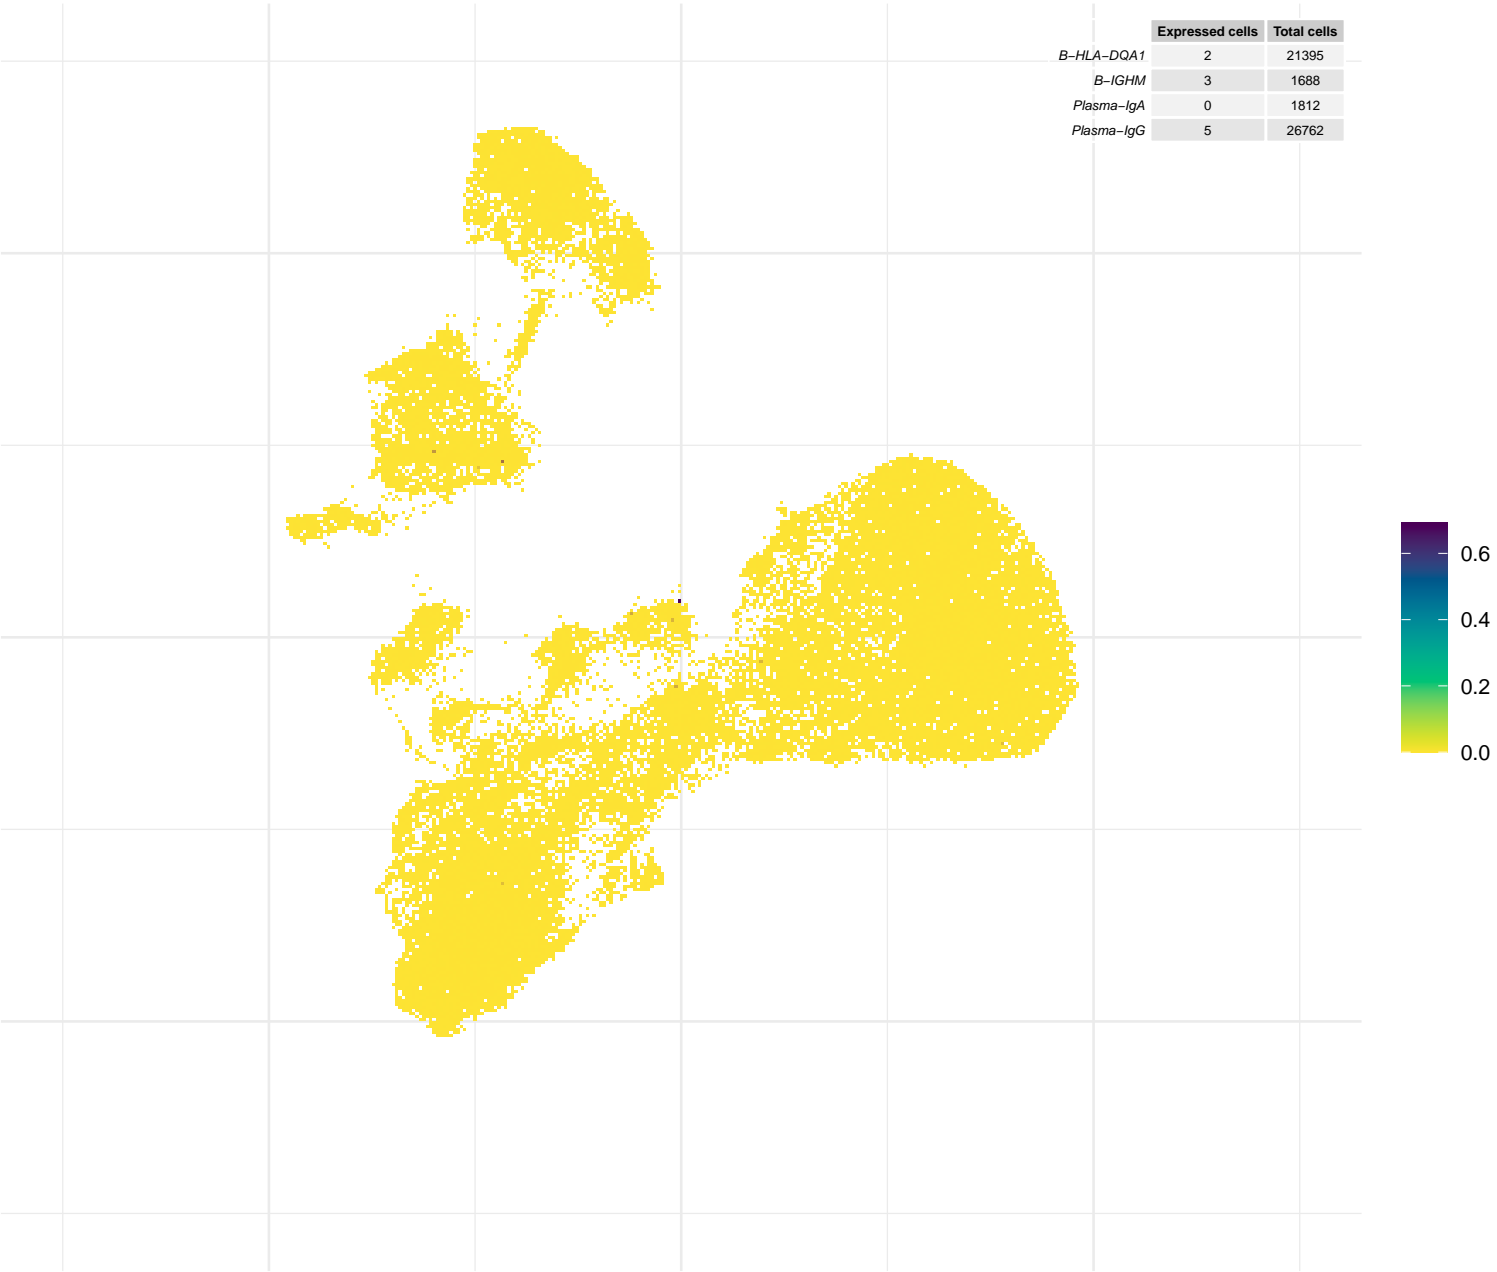 Expressed cells Total cells
B−HLA−DQA1 2 21395
B−IGHM 3 1688
Plasma−IgA 0 1812
Plasma−IgG 5 26762
0.6
0.4
0.2
0.0